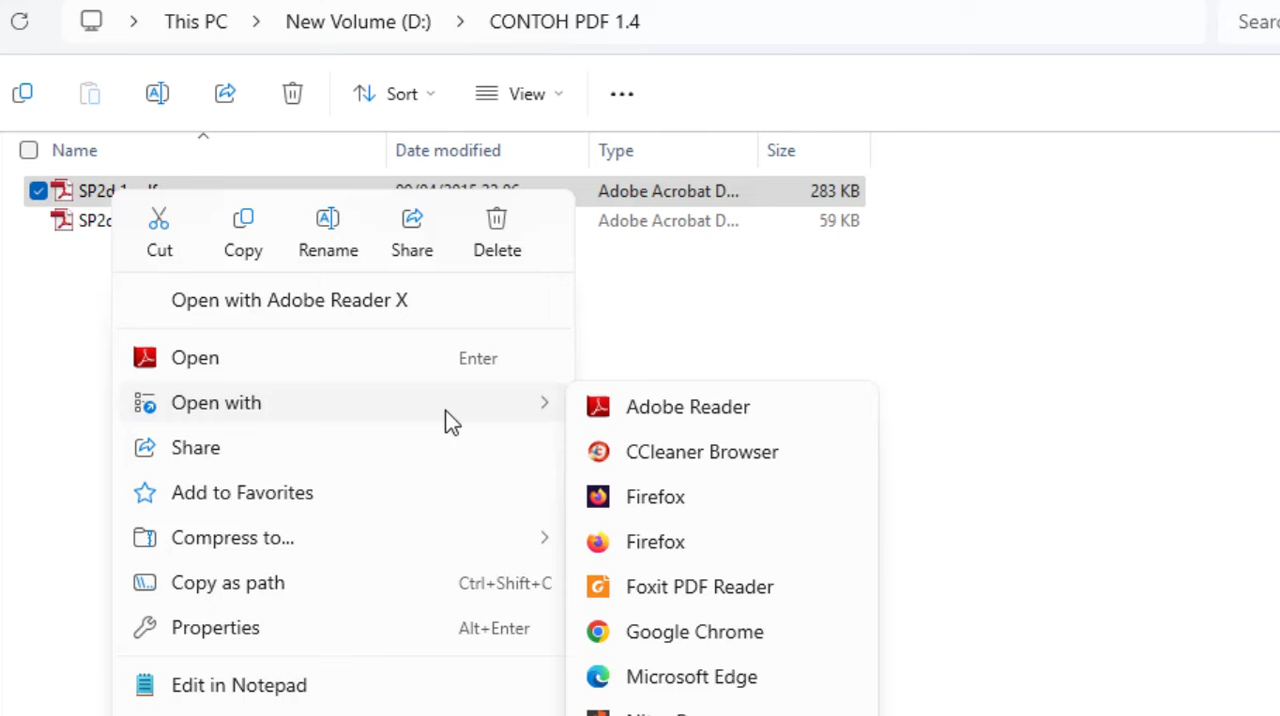 This PC > New Volume (D:) > CONTOH PDF 1.4
Sort View
Name Date modified Type Size
Adobe Acrobat D... 283 KB
Adobe Acrobat D... 59 KB
Cut Copy Rename Share Delete
Open with Adobe Reader X
Open Enter
Open with
Share
Add to Favorites
Compress to...
Copy as path Ctrl+Shift+C
Properties Alt+Enter
Edit in Notepad
Adobe Reader
CCleaner Browser
Firefox
Firefox
Foxit PDF Reader
Google Chrome
Microsoft Edge